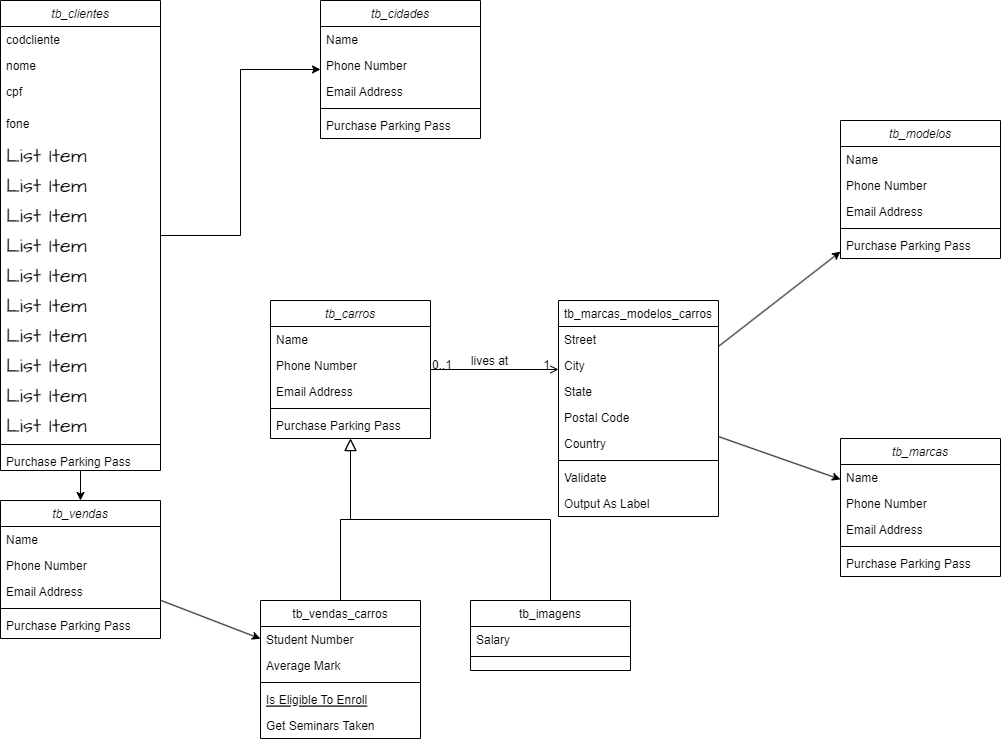 tb_clientes
codcliente
nome
cpf
fone
List Item
List Item
List Item
List Item
List Item
List Item
List Item
List Item
List Item
List Item
Purchase Parking Pass
tb_cidades
Name
Phone Number
Email Address
Purchase Parking Pass
tb_modelos
Name
Phone Number
Email Address
Purchase Parking Pass
tb_carros
Name
Phone Number
Email Address
Purchase Parking Pass
0..1
lives at
1
tb_marcas_modelos_carros
Street
City
State
Postal Code
Country
Validate
Output As Label
tb_marcas
Name
Phone Number
Email Address
Purchase Parking Pass
tb_vendas
Name
Phone Number
Email Address
Purchase Parking Pass
tb_vendas_carros
Student Number
Average Mark
Is Eligible To Enroll
Get Seminars Taken
tb_imagens
Salary